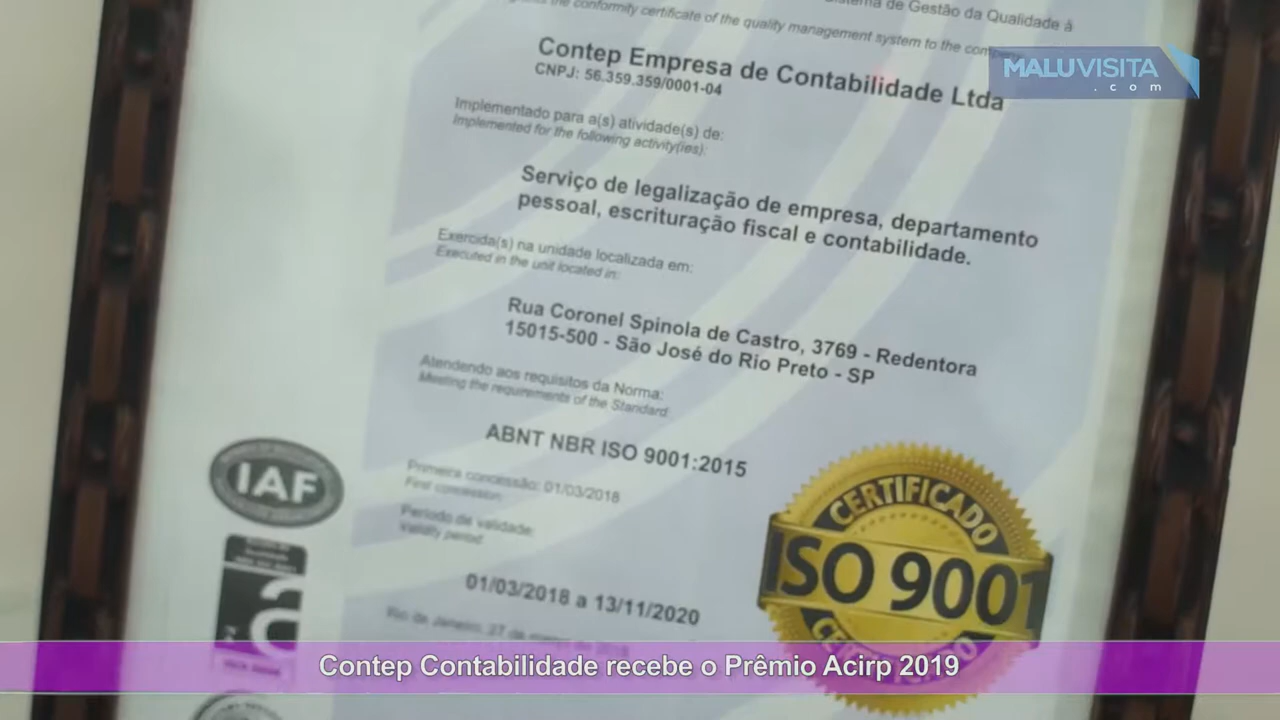 Sistema de Gestão da Qualidade à
the conformity certificate of the quality management system to the company
Contep Empresa de Contabilidade Ltda
CNPJ: 56.359.359/0001-04
MALUVISITA
.com
Implementado para a(s) atividade(s) de:
Implemented for the following activity(ies):
Serviço de legalização de empresa, departamento
pessoal, escrituração fiscal e contabilidade.
Exercida(s) na unidade localizada em:
Executed in the unit located in:
Rua Coronel Spinola de Castro, 3769 - Redentora
15015-500 - São José do Rio Preto - SP
Atendendo aos requisitos da Norma:
Meeting the requirements of the Standard
ABNT NBR ISO 9001:2015
Primeira concessão: 01/03/2018
First concession
Período de validade:
Validity period:
01/03/2018 a 13/11/2020
Rio de Janeiro, 27 de
IAF
CERTIFICADO
ISO 9001
CERTIFICADO
Contep Contabilidade recebe o Prêmio Acirp 2019